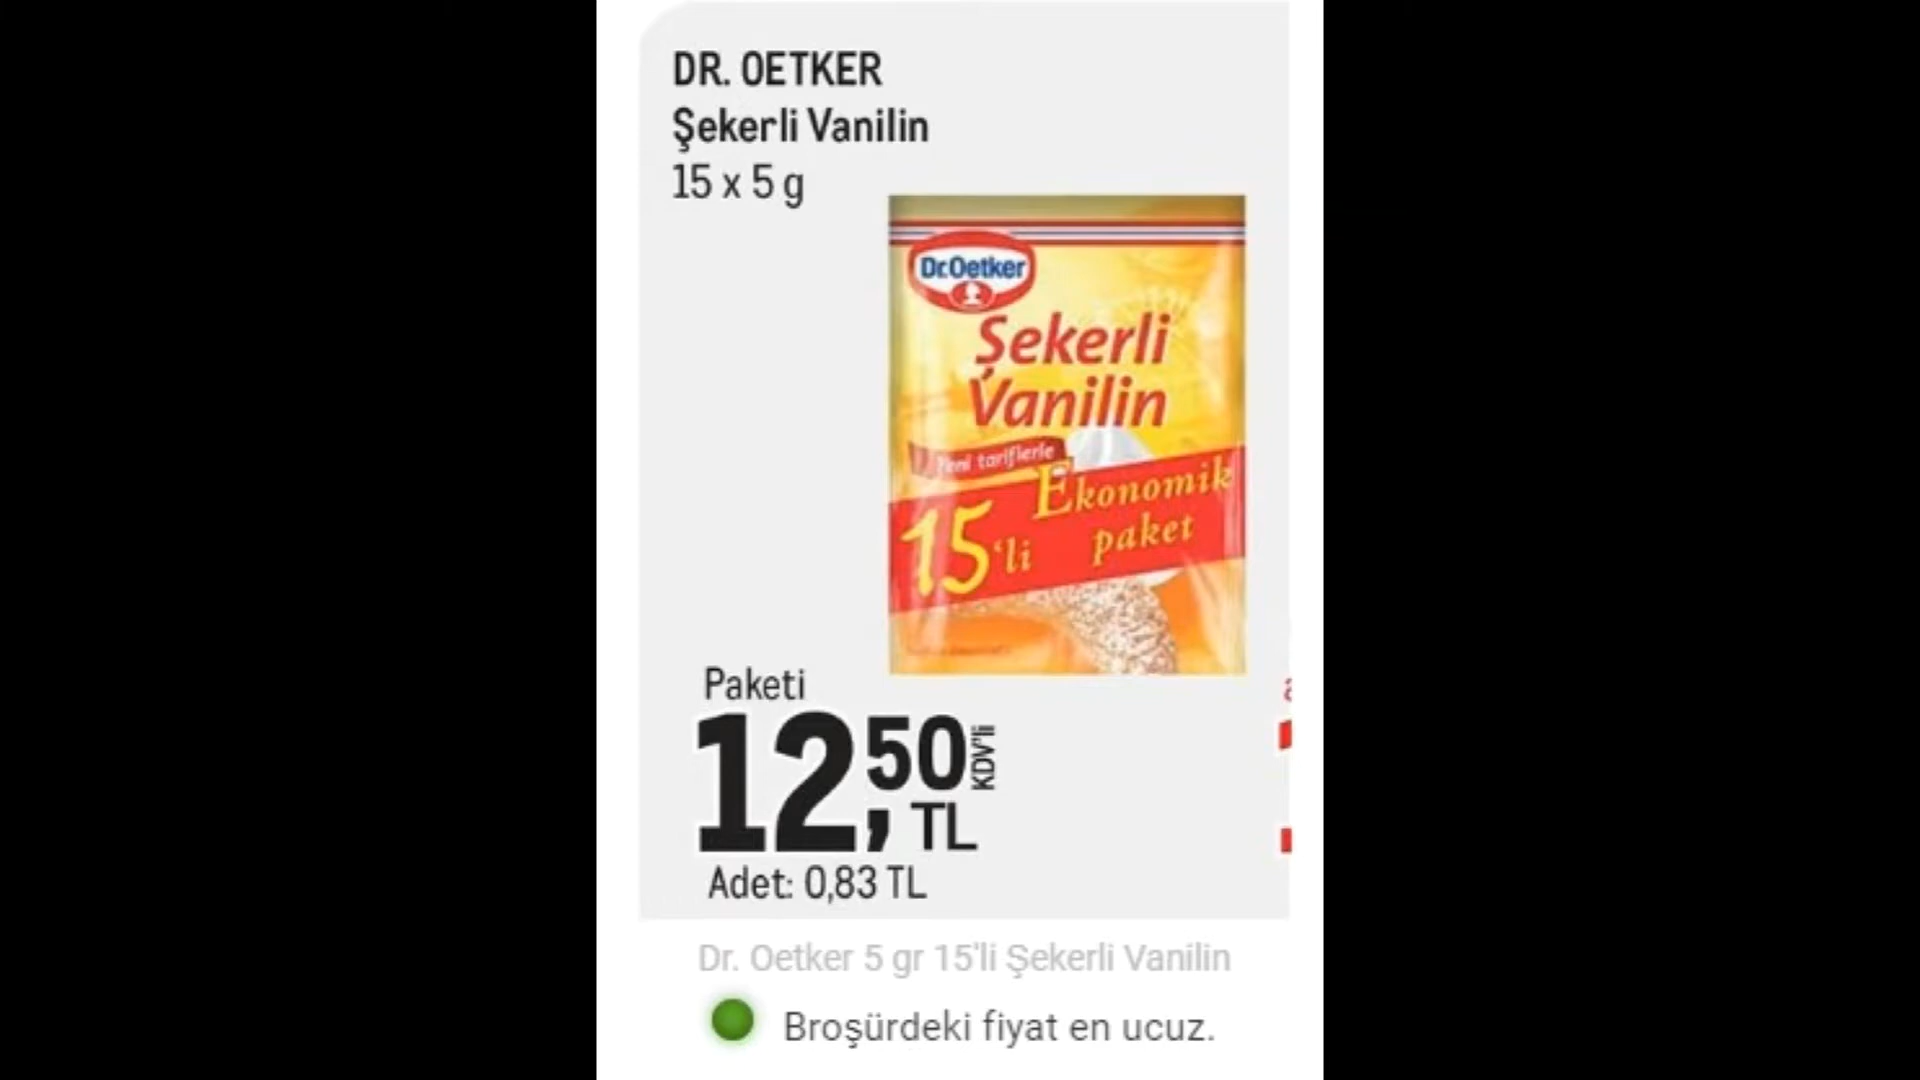 DR. OETKER
Şekerli Vanilin
15 x 5 g
Dr.Oetker
Şekerli
Vanilin
Yeni tariflerle
15'li Ekonomik
paket
Paketi
12,50 TL KDV'li
Adet: 0,83 TL
Dr. Oetker 5 gr 15'li Şekerli Vanilin
Broşürdeki fiyat en ucuz.